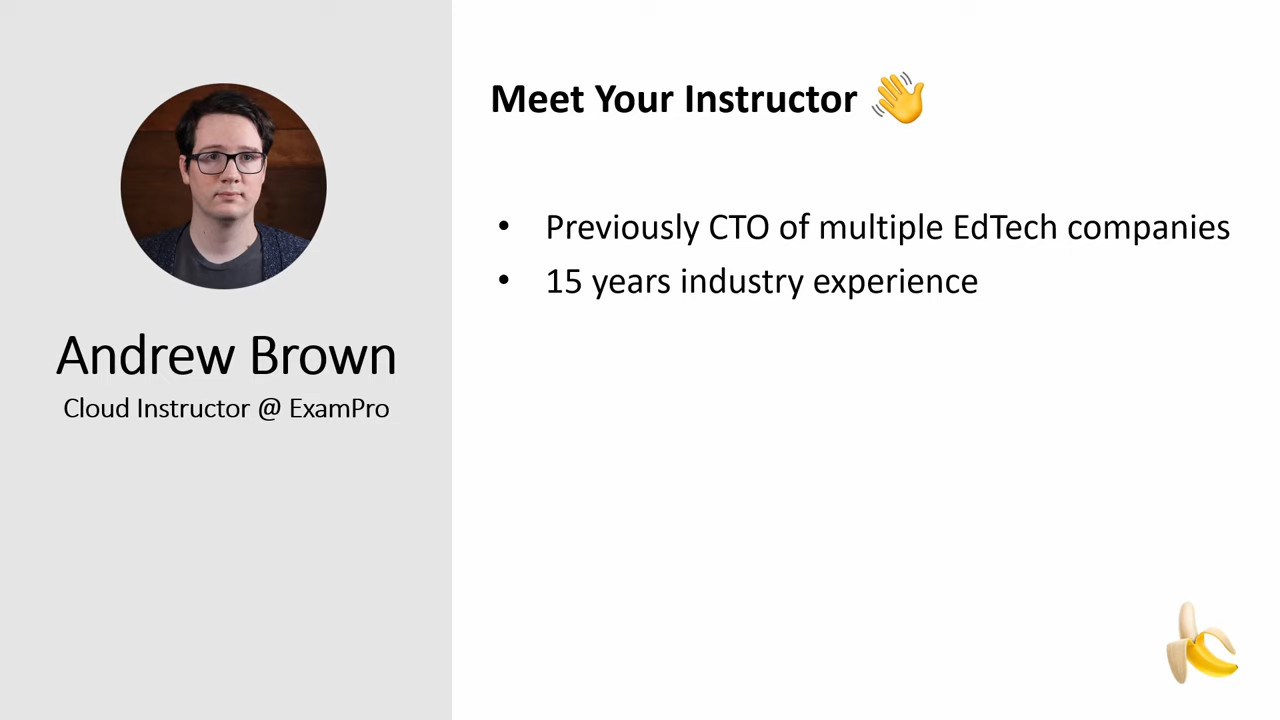 Meet Your Instructor 👋
• Previously CTO of multiple EdTech companies
• 15 years industry experience
Andrew Brown
Cloud Instructor @ ExamPro